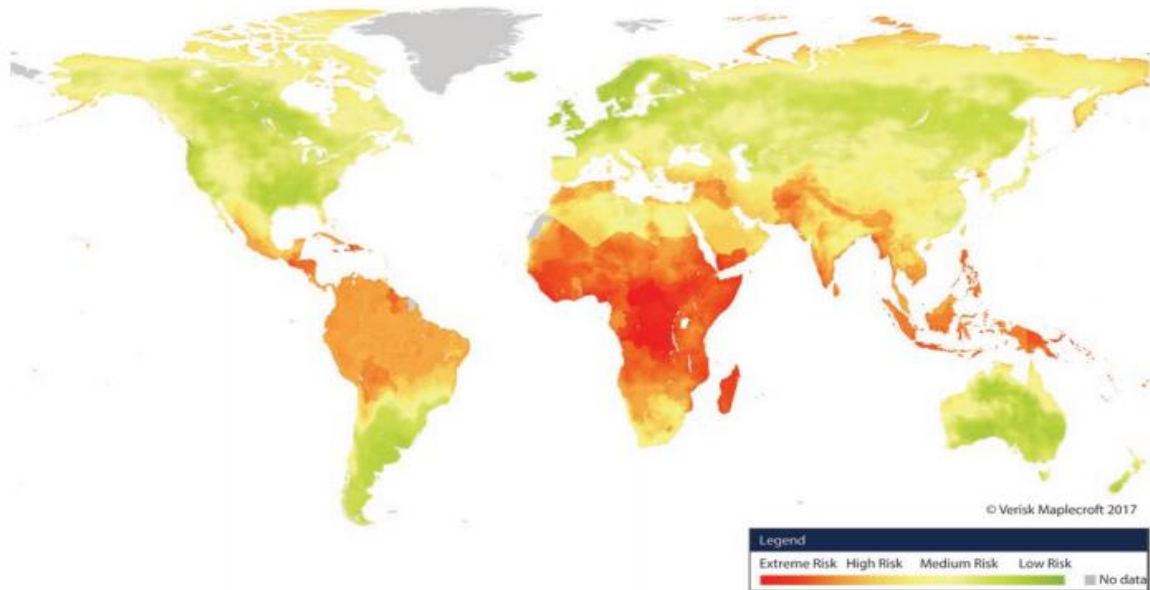 © Verisk Maplecroft 2017
Legend
Extreme Risk High Risk Medium Risk Low Risk
No data